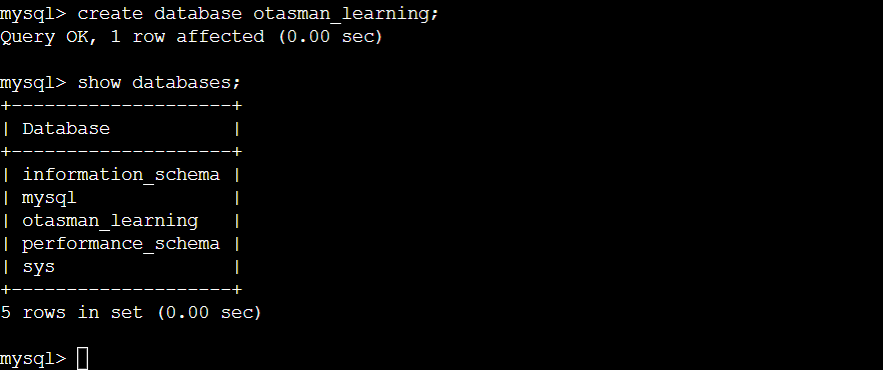 mysql> create database otasman_learning;
Query OK, 1 row affected (0.00 sec)

mysql> show databases;
+--------------------+
| Database           |
+--------------------+
| information_schema |
| mysql              |
| otasman_learning   |
| performance_schema |
| sys                |
+--------------------+
5 rows in set (0.00 sec)

mysql>